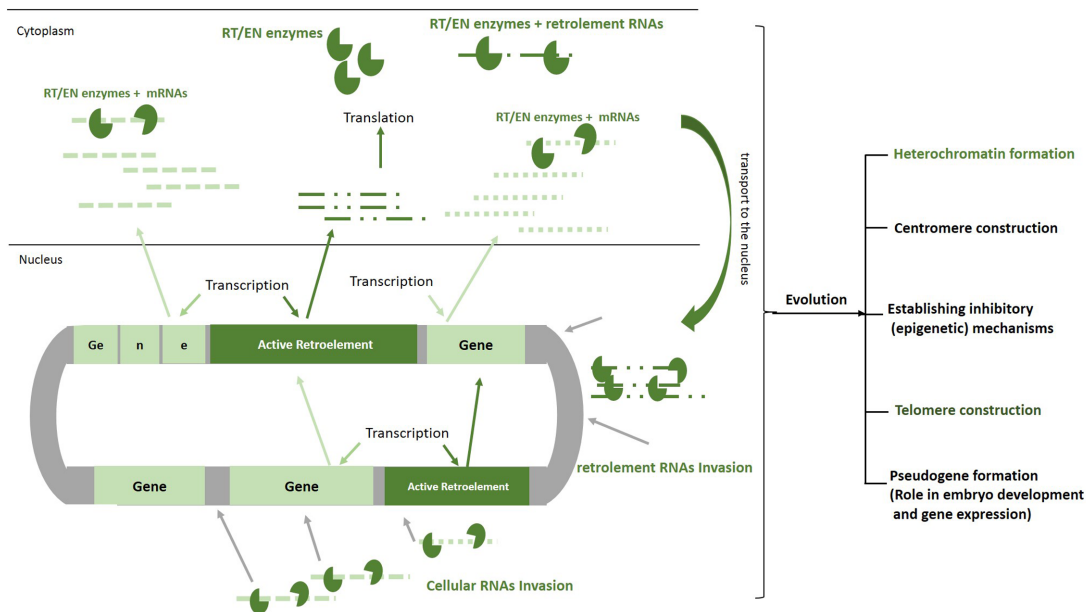 Cytoplasm
RT/EN enzymes
RT/EN enzymes + retrolement RNAs
RT/EN enzymes + mRNAs
Translation
RT/EN enzymes + mRNAs
transport to the nucleus
Nucleus
Transcription
Transcription
Ge
n
e
Active Retroelement
Gene
Transcription
retrolement RNAs Invasion
Gene
Gene
Active Retroelement
Cellular RNAs Invasion
Evolution
Heterochromatin formation
Centromere construction
Establishing inhibitory
(epigenetic) mechanisms
Telomere construction
Pseudogene formation
(Role in embryo development
and gene expression)